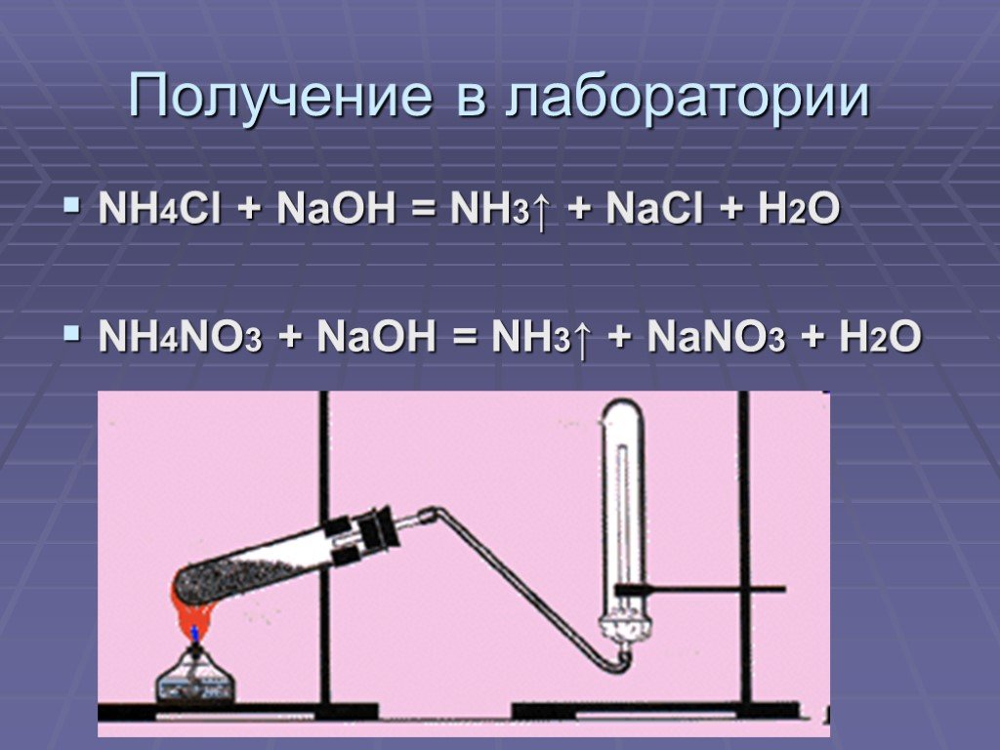 Получение в лаборатории
NH4Cl + NaOH = NH3↑ + NaCl + H2O
NH4NO3 + NaOH = NH3↑ + NaNO3 + H2O